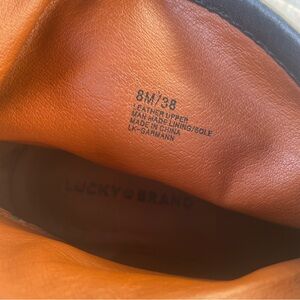 8M/38
LEATHER UPPER
MAN MADE LINING/SOLE
MADE IN CHINA
LK-GARMANN
LUCKY BRAND